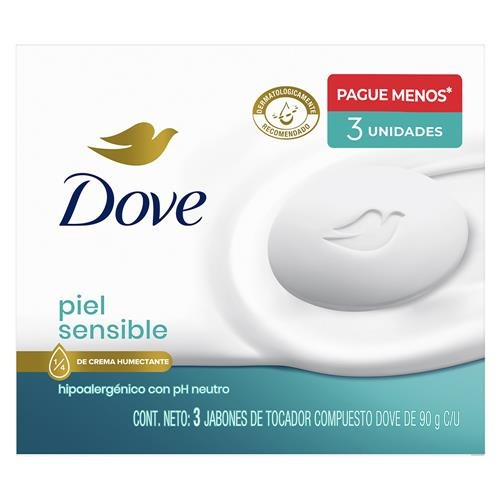 DERMATOLÓGICAMENTE
RECOMENDADO
PAGUE MENOS*
3 UNIDADES
Dove
piel
sensible
1/4 DE CREMA HUMECTANTE
hipoalergénico con pH neutro
CONT. NETO: 3 JABONES DE TOCADOR COMPUESTO DOVE DE 90 g C/U